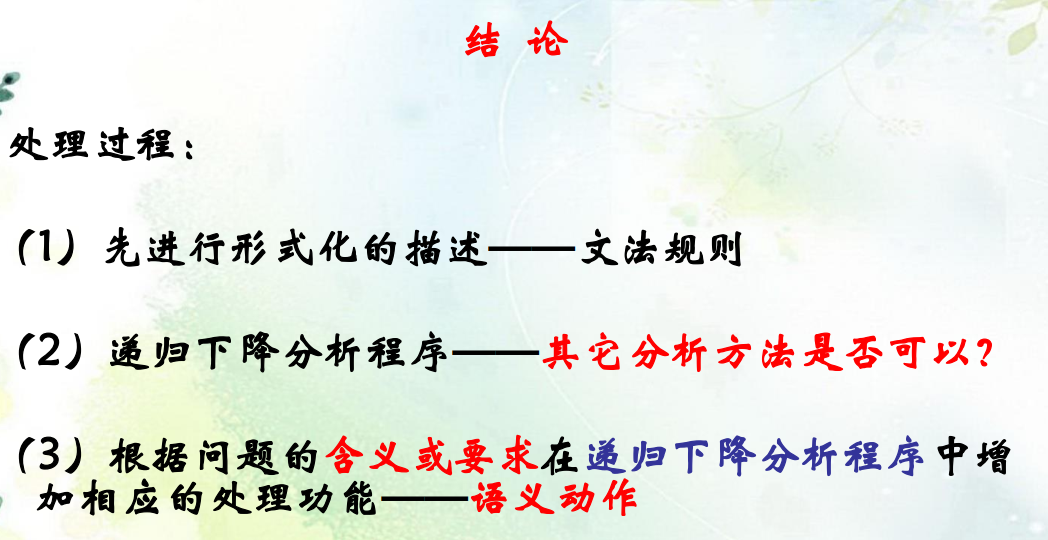 结 论
处理过程：
（1）先进行形式化的描述——文法规则
（2）递归下降分析程序——其它分析方法是否可以？
（3）根据问题的含义或要求在递归下降分析程序中增
加相应的处理功能——语义动作